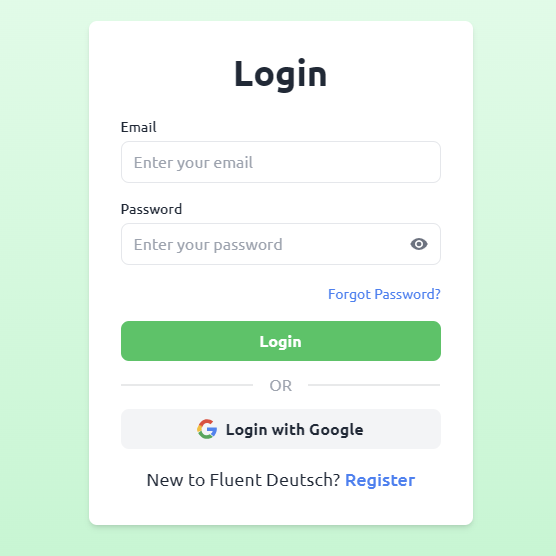 Login
Email
Enter your email
Password
Enter your password
Forgot Password?
Login
OR
Login with Google
New to Fluent Deutsch? Register